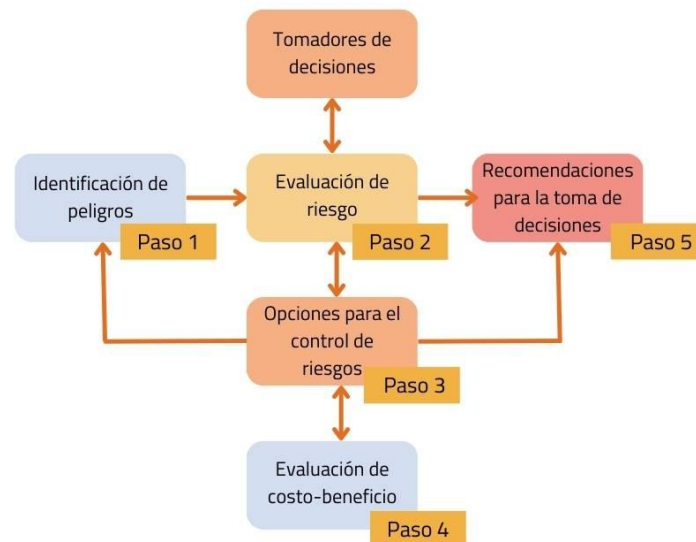 Tomadores de
decisiones
Identificación de
peligros
Paso 1
Evaluación de
riesgo
Paso 2
Recomendaciones
para la toma de
decisiones
Paso 5
Opciones para el
control de
riesgos
Paso 3
Evaluación de
costo-beneficio
Paso 4